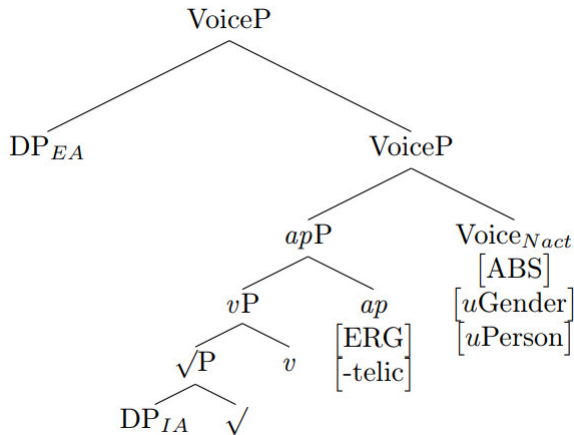 VoiceP
DP_EA VoiceP
apP Voice_Nact
[ABS]
vP ap [uGender]
[ERG] [uPerson]
√P v [-telic]
DP_IA √